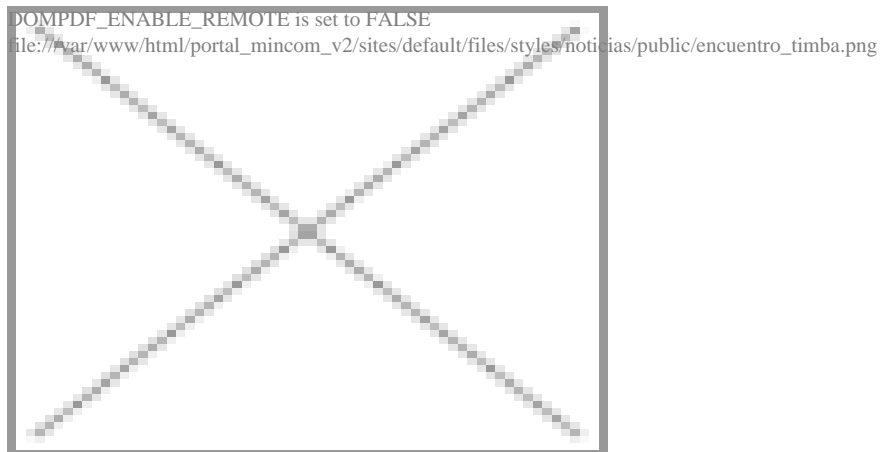 DOMPDF_ENABLE_REMOTE is set to FALSE
file:///var/www/html/portal_mincom_v2/sites/default/files/styles/noticias/public/encuentro_timba.png